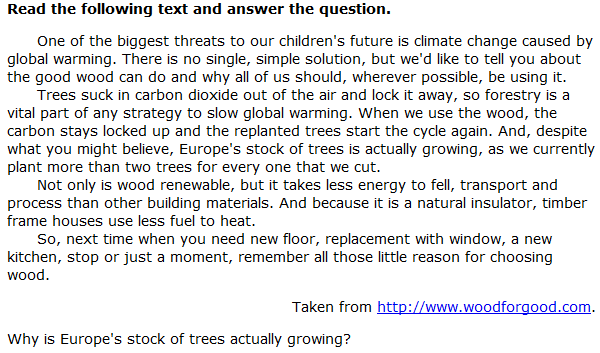 Read the following text and answer the question.
One of the biggest threats to our children's future is climate change caused by
global warming. There is no single, simple solution, but we'd like to tell you about
the good wood can do and why all of us should, wherever possible, be using it.
Trees suck in carbon dioxide out of the air and lock it away, so forestry is a
vital part of any strategy to slow global warming. When we use the wood, the
carbon stays locked up and the replanted trees start the cycle again. And, despite
what you might believe, Europe's stock of trees is actually growing, as we currently
plant more than two trees for every one that we cut.
Not only is wood renewable, but it takes less energy to fell, transport and
process than other building materials. And because it is a natural insulator, timber
frame houses use less fuel to heat.
So, next time when you need new floor, replacement with window, a new
kitchen, stop or just a moment, remember all those little reason for choosing
wood.
Taken from http://www.woodforgood.com.
Why is Europe's stock of trees actually growing?